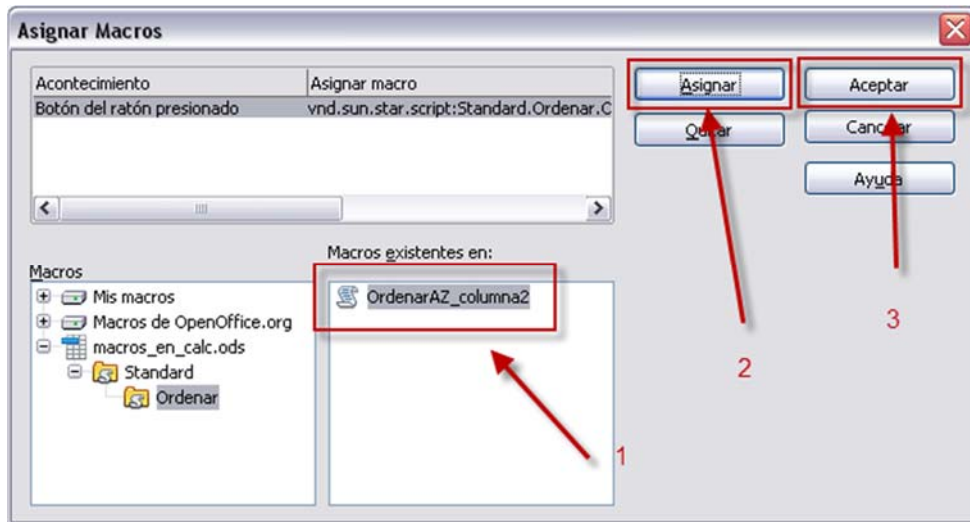 Asignar Macros
Acontecimiento Asignar macro
Botón del ratón presionado vnd.sun.star.script:Standard.Ordenar.O
Asignar
Aceptar
Quitar
Cancelar
Ayuda
Macros
Mis macros
Macros de OpenOffice.org
macros_en_calc.ods
Standard
Ordenar
Macros existentes en:
OrdenarAZ_columna2
1
2
3